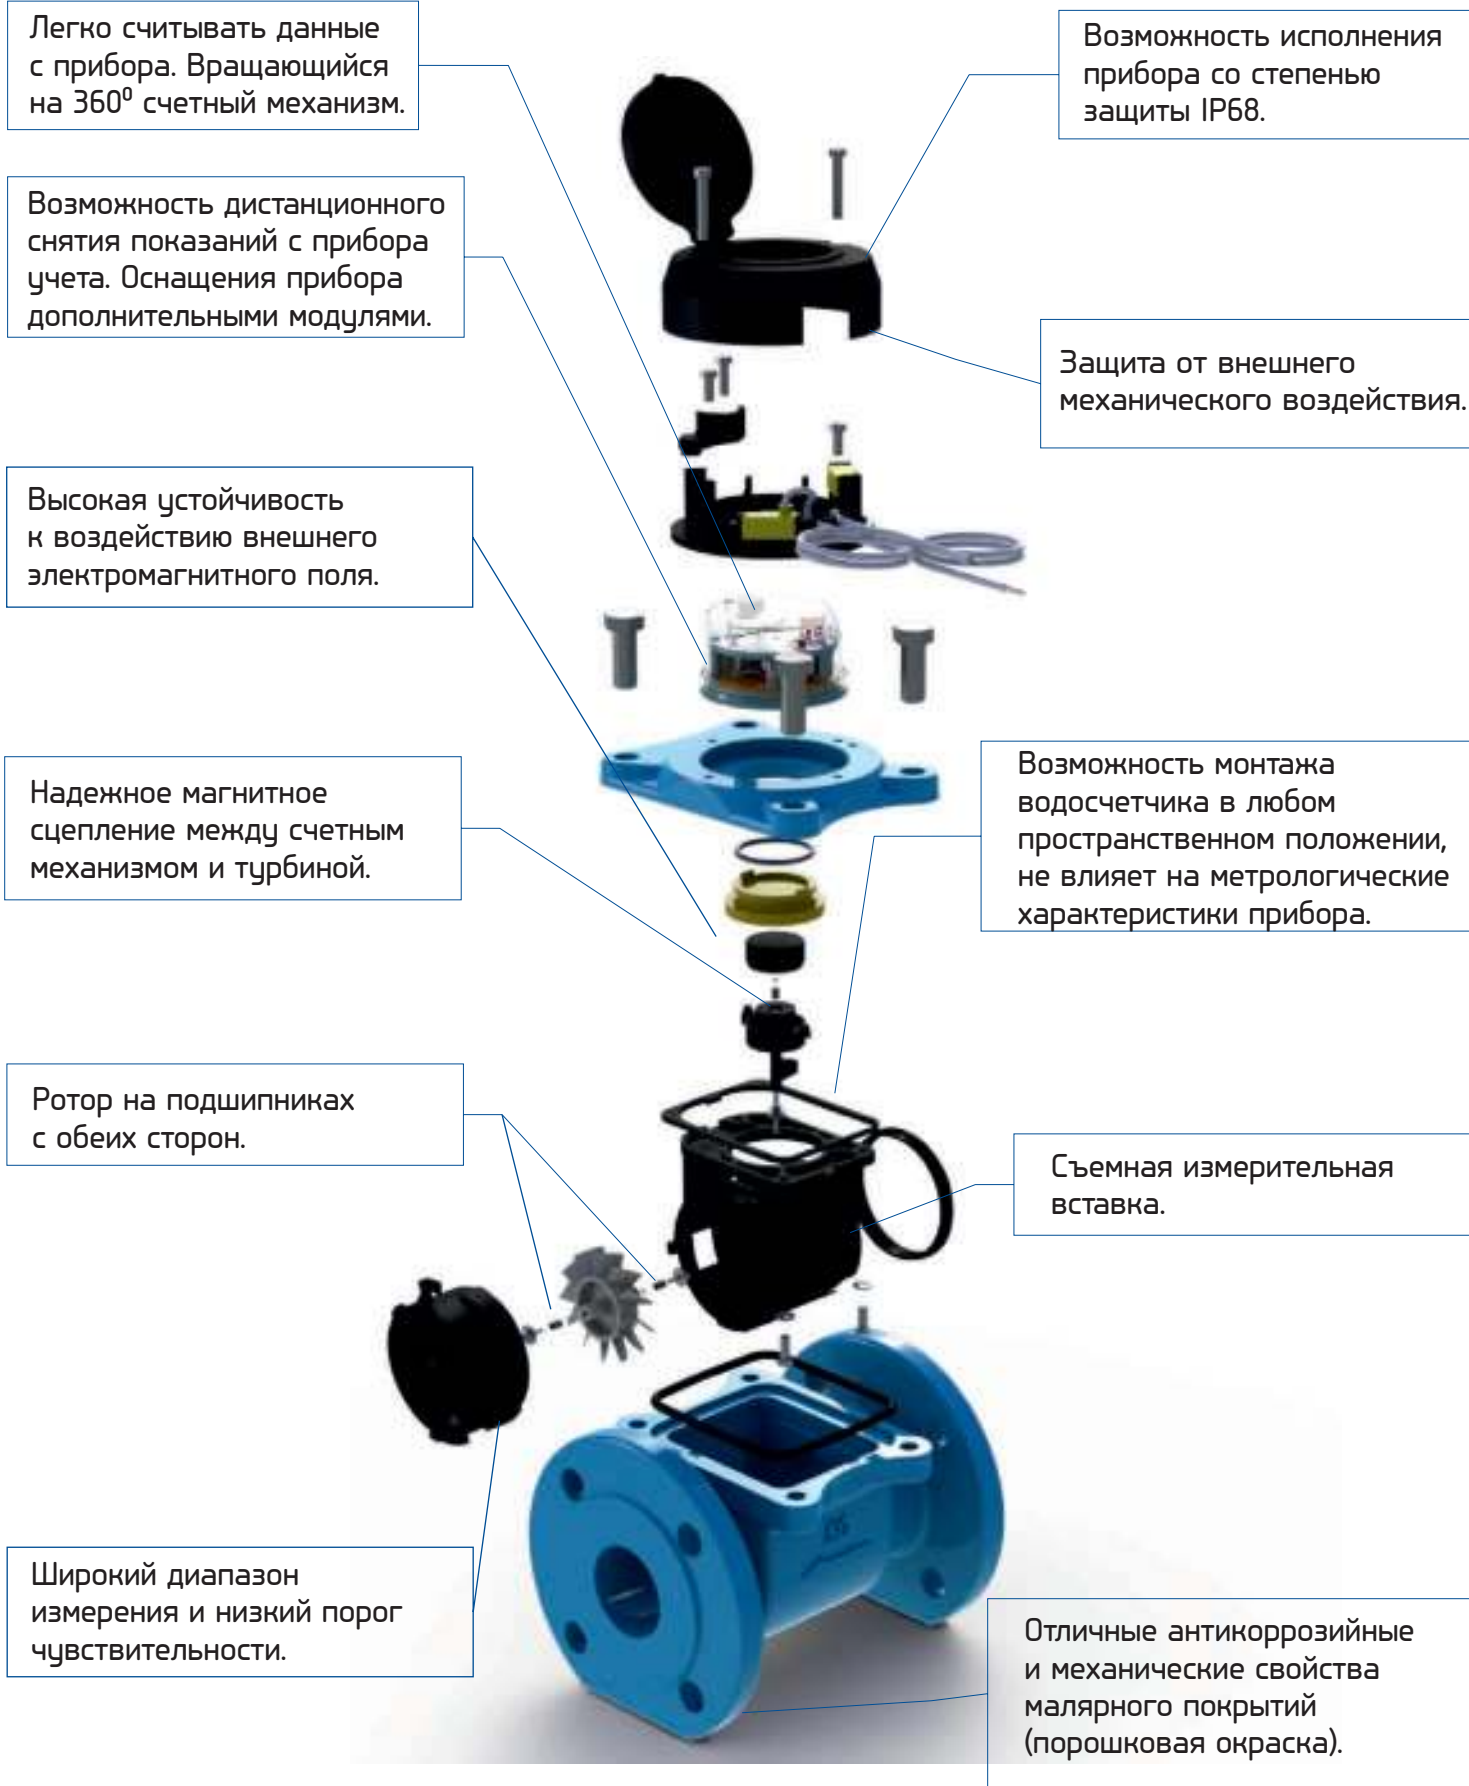 Легко считывать данные
с прибора. Вращающийся
на 360⁰ счетный механизм.
Возможность исполнения
прибора со степенью
защиты IP68.
Возможность дистанционного
снятия показаний с прибора
учета. Оснащения прибора
дополнительными модулями.
Защита от внешнего
механического воздействия.
Высокая устойчивость
к воздействию внешнего
электромагнитного поля.
Надежное магнитное
сцепление между счетным
механизмом и турбиной.
Возможность монтажа
водосчетчика в любом
пространственном положении,
не влияет на метрологические
характеристики прибора.
Ротор на подшипниках
с обеих сторон.
Съемная измерительная
вставка.
Широкий диапазон
измерения и низкий порог
чувствительности.
Отличные антикоррозийные
и механические свойства
малярного покрытий
(порошковая окраска).